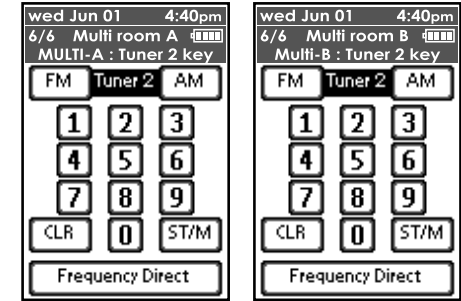 wed Jun 01 4:40pm
6/6 Multi room A
MULTI-A : Tuner 2 key
FM Tuner 2 AM
1 2 3
4 5 6
7 8 9
CLR 0 ST/M
Frequency Direct
wed Jun 01 4:40pm
6/6 Multi room B
Multi-B : Tuner 2 key
FM Tuner 2 AM
1 2 3
4 5 6
7 8 9
CLR 0 ST/M
Frequency Direct